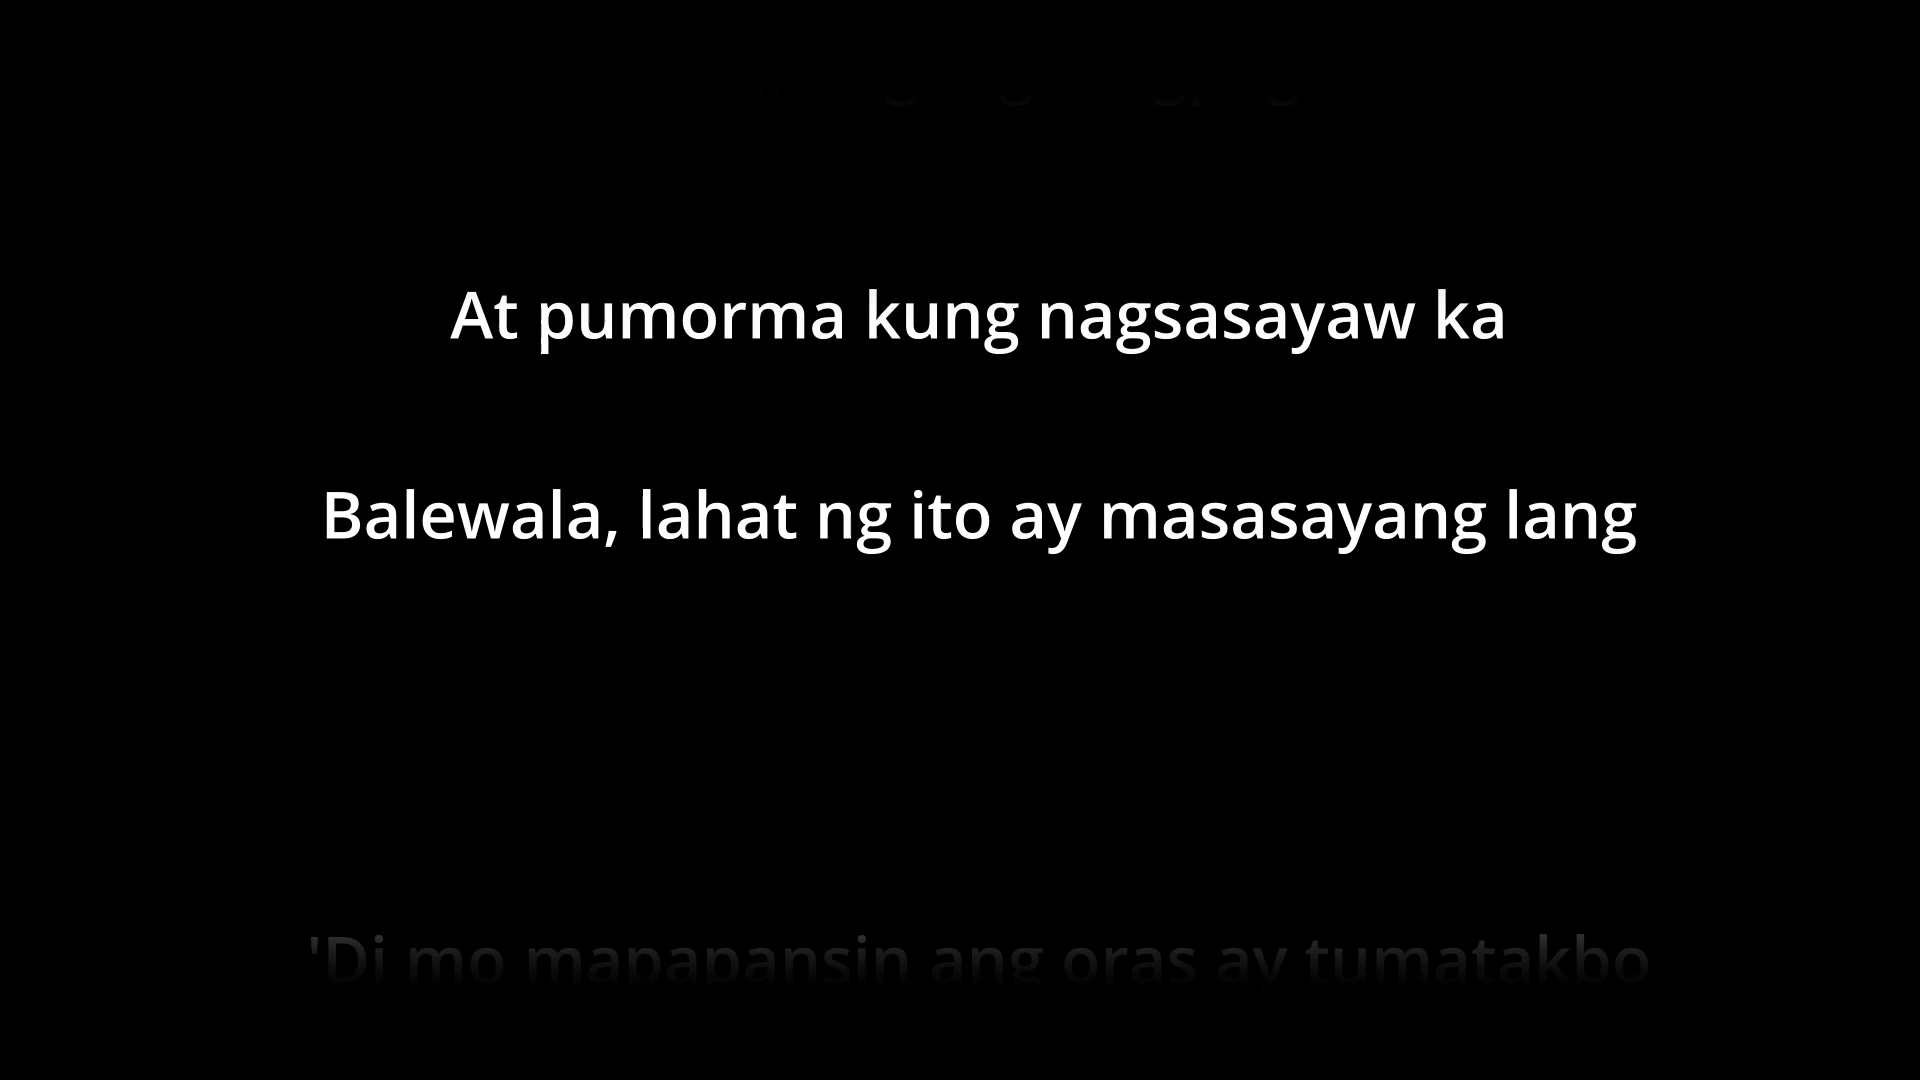 At pumorma kung nagsasayaw ka
Balewala, lahat ng ito ay masasayang lang
'Di mo mapapansin ang oras ay tumatakbo